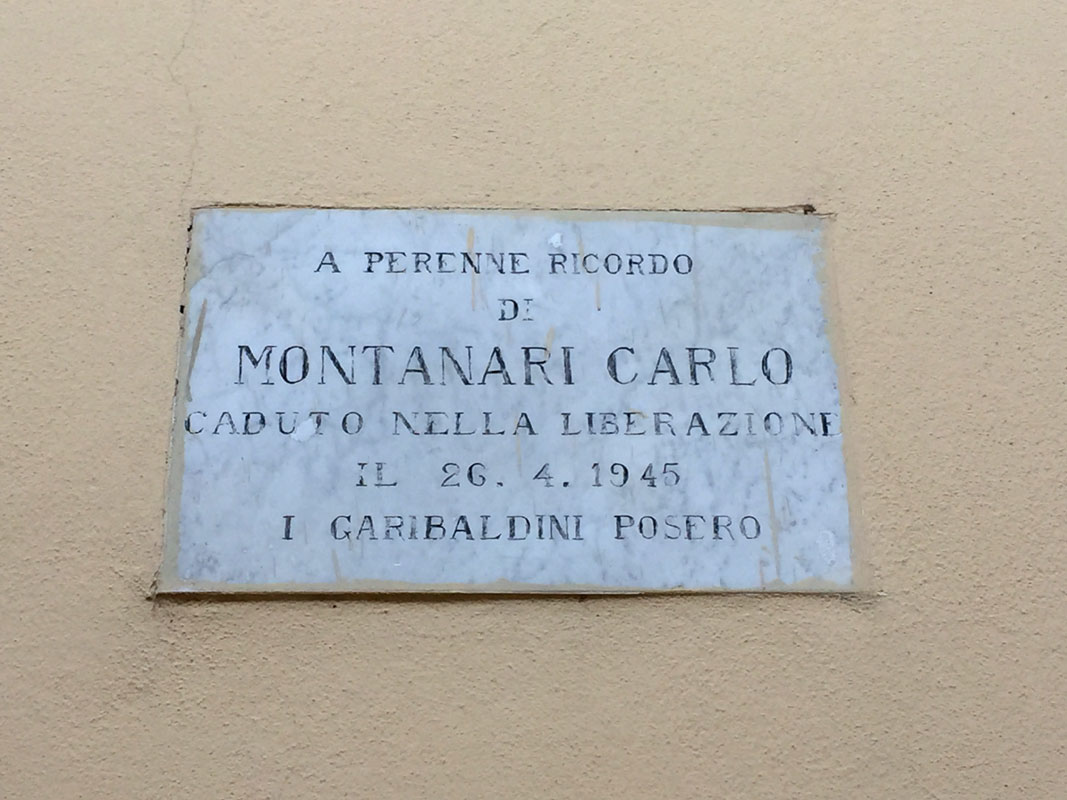 A PERENNE RICORDO
DI
MONTANARI CARLO
CADUTO NELLA LIBERAZIONE
IL 26. 4. 1945
I GARIBALDINI POSERO